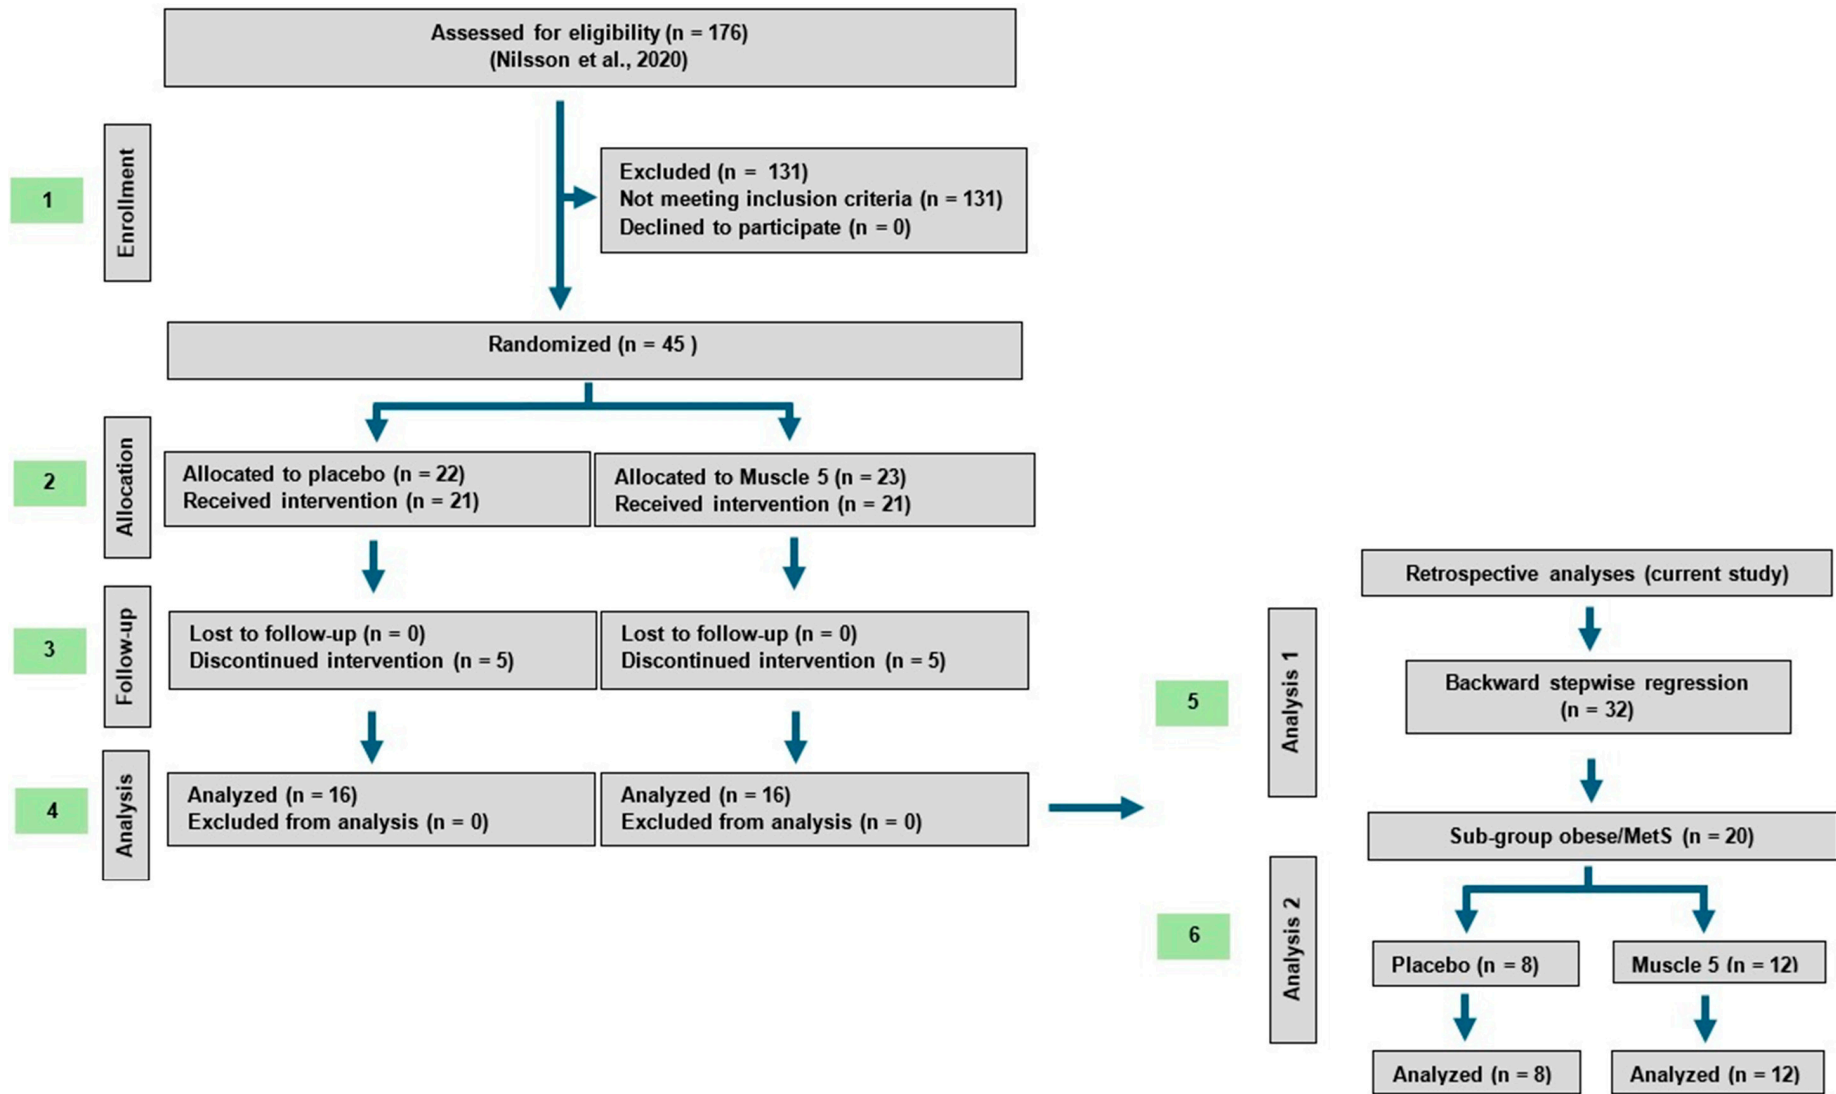 Assessed for eligibility (n = 176)
(Nilsson et al., 2020)
1
Enrollment
Excluded (n = 131)
Not meeting inclusion criteria (n = 131)
Declined to participate (n = 0)
Randomized (n = 45 )
2
Allocation
Allocated to placebo (n = 22)
Received intervention (n = 21)
Allocated to Muscle 5 (n = 23)
Received intervention (n = 21)
3
Follow-up
Lost to follow-up (n = 0)
Discontinued intervention (n = 5)
Lost to follow-up (n = 0)
Discontinued intervention (n = 5)
4
Analysis
Analyzed (n = 16)
Excluded from analysis (n = 0)
Analyzed (n = 16)
Excluded from analysis (n = 0)
Retrospective analyses (current study)
5
Analysis 1
Backward stepwise regression
(n = 32)
Sub-group obese/MetS (n = 20)
6
Analysis 2
Placebo (n = 8)
Muscle 5 (n = 12)
Analyzed (n = 8)
Analyzed (n = 12)